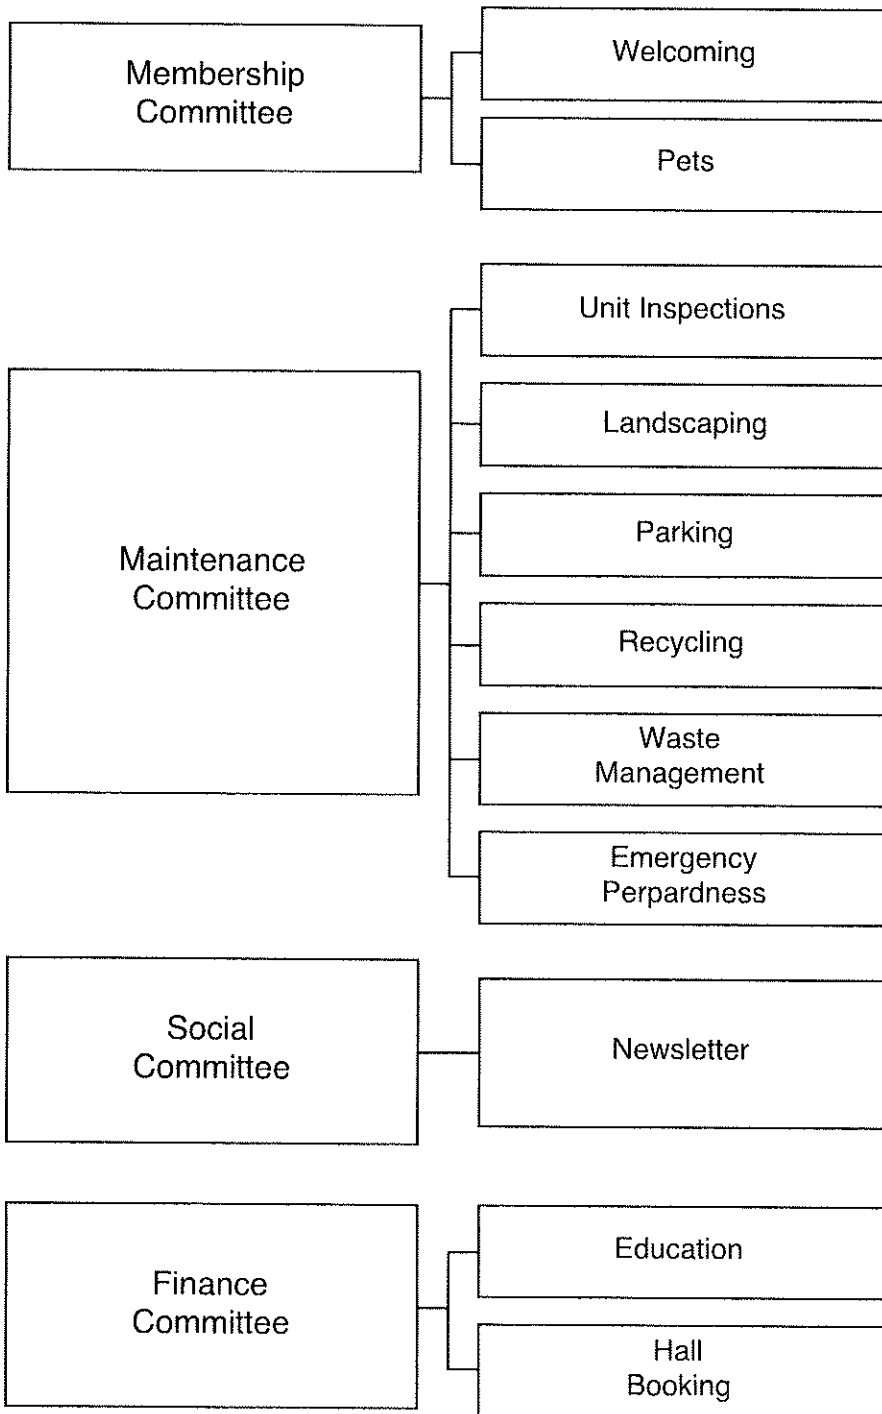 Membership
Committee
Welcoming
Pets
Maintenance
Committee
Unit Inspections
Landscaping
Parking
Recycling
Waste
Management
Emergency
Perpardness
Social
Committee
Newsletter
Finance
Committee
Education
Hall
Booking